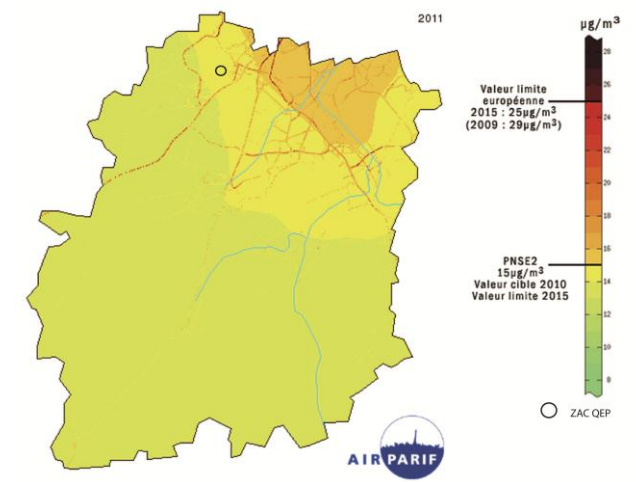 2011
µg/m³
28
26
Valeur limite
européenne
2015 : 25µg/m³
(2009 : 29µg/m³)
24
22
20
18
16
PNSE2
15µg/m³
Valeur cible 2010
Valeur limite 2015
14
12
10
8
ZAC QEP
AIRPARIF